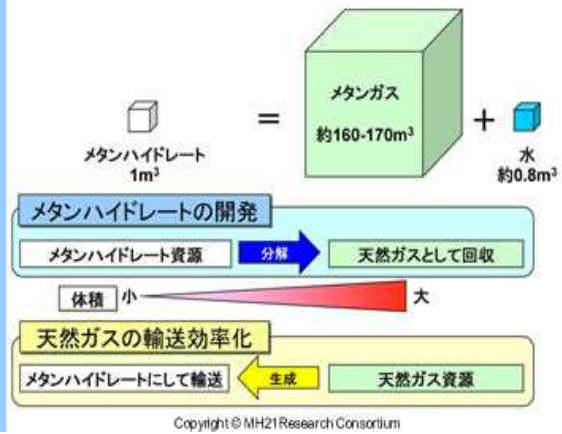 メタンハイドレート
1m³
=
メタンガス
約160-170m³
+
水
約0.8m³
メタンハイドレートの開発
メタンハイドレート資源
分解
天然ガスとして回収
体積 小 大
天然ガスの輸送効率化
メタンハイドレートにして輸送
生成
天然ガス資源
Copyright © MH21 Research Consortium